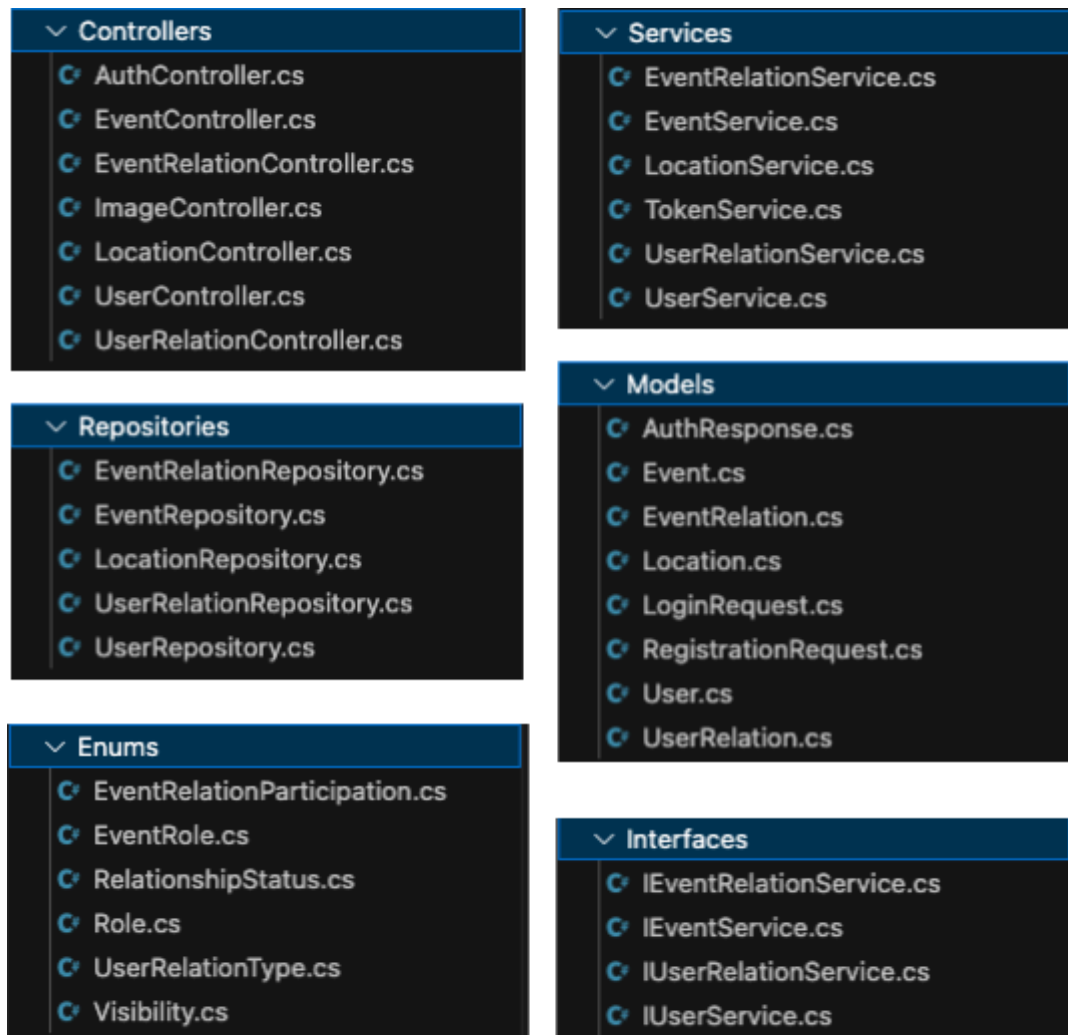 Controllers
C# AuthController.cs
C# EventController.cs
C# EventRelationController.cs
C# ImageController.cs
C# LocationController.cs
C# UserController.cs
C# UserRelationController.cs
Repositories
C# EventRelationRepository.cs
C# EventRepository.cs
C# LocationRepository.cs
C# UserRelationRepository.cs
C# UserRepository.cs
Enums
C# EventRelationParticipation.cs
C# EventRole.cs
C# RelationshipStatus.cs
C# Role.cs
C# UserRelationType.cs
C# Visibility.cs
Services
C# EventRelationService.cs
C# EventService.cs
C# LocationService.cs
C# TokenService.cs
C# UserRelationService.cs
C# UserService.cs
Models
C# AuthResponse.cs
C# Event.cs
C# EventRelation.cs
C# Location.cs
C# LoginRequest.cs
C# RegistrationRequest.cs
C# User.cs
C# UserRelation.cs
Interfaces
C# IEventRelationService.cs
C# IEventService.cs
C# IUserRelationService.cs
C# IUserService.cs